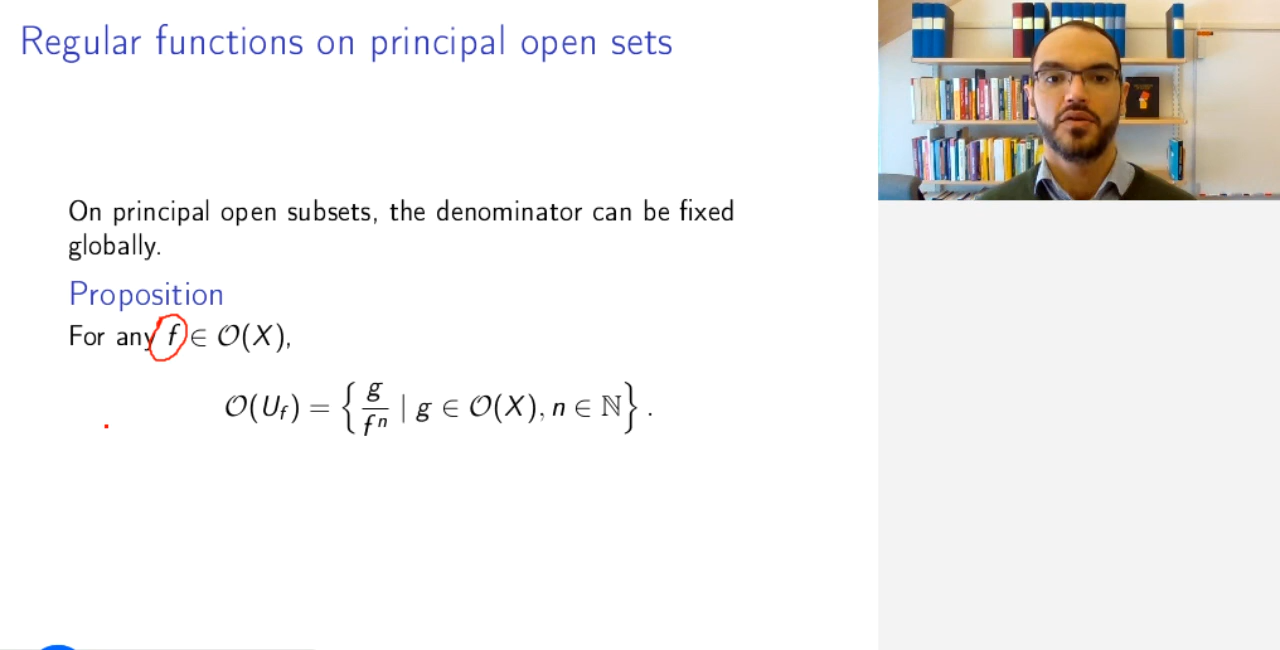 Regular functions on principal open sets
On principal open subsets, the denominator can be fixed
globally.
Proposition
For any f ∈ 𝒪(X),
𝒪(U_f) = { g/f^n | g ∈ 𝒪(X), n ∈ ℕ } .